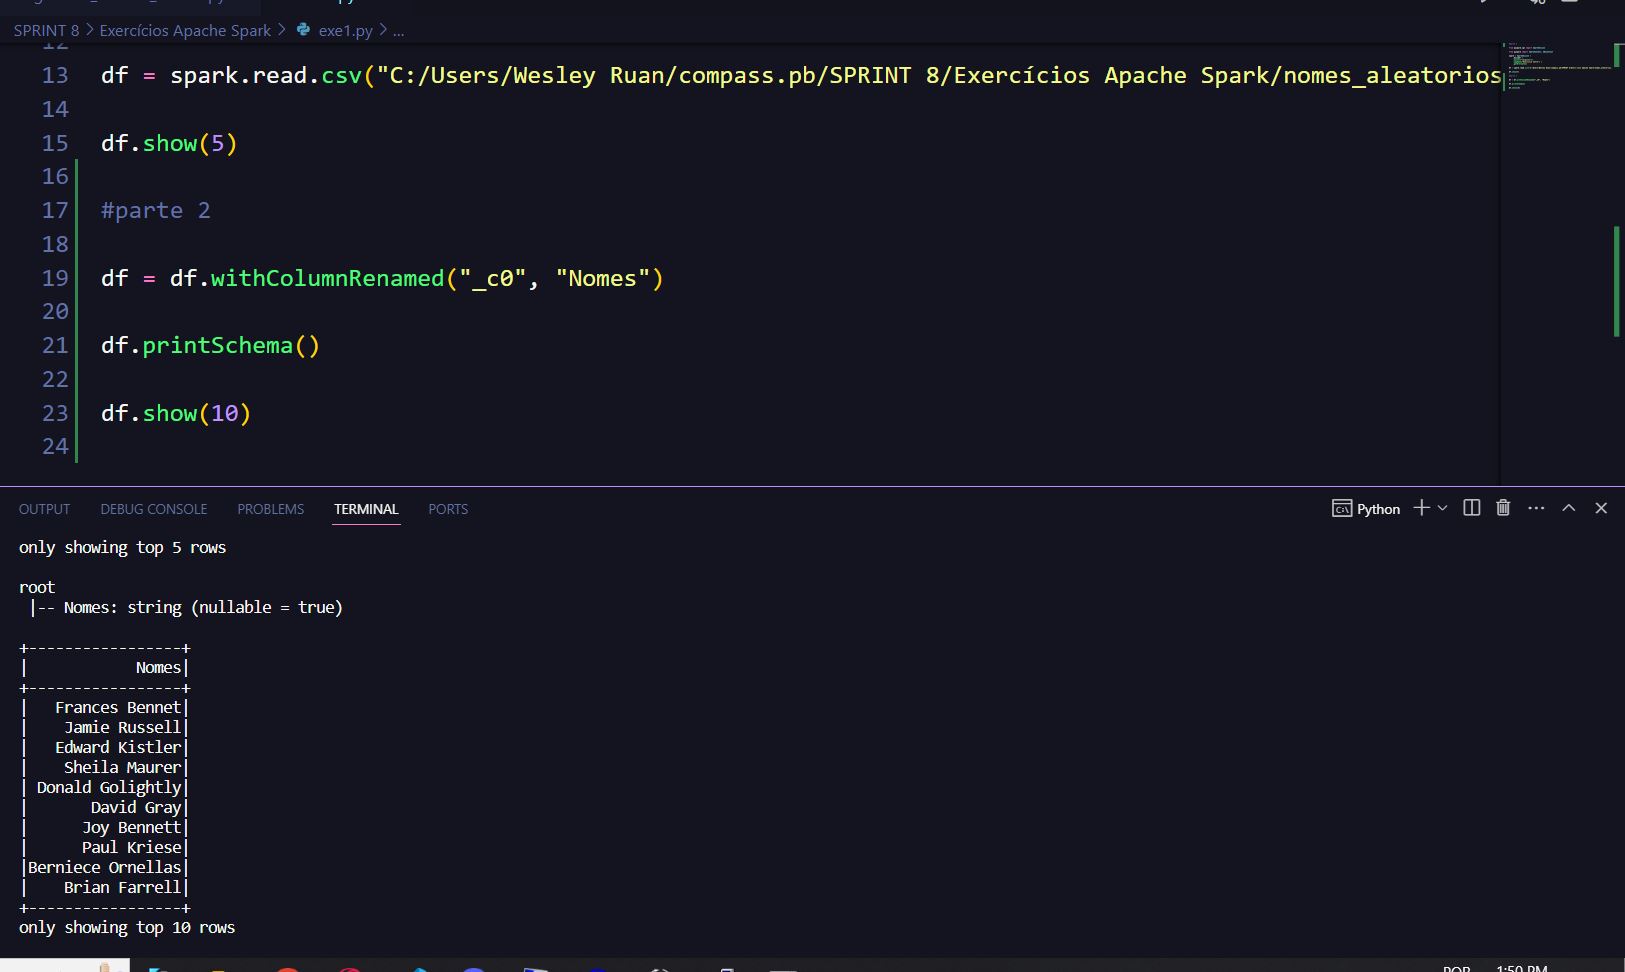 SPRINT 8 > Exercícios Apache Spark > exe1.py > ...
12
13 df = spark.read.csv("C:/Users/Wesley Ruan/compass.pb/SPRINT 8/Exercícios Apache Spark/nomes_aleatorios
14
15 df.show(5)
16
17 #parte 2
18
19 df = df.withColumnRenamed("_c0", "Nomes")
20
21 df.printSchema()
22
23 df.show(10)
24
OUTPUT DEBUG CONSOLE PROBLEMS TERMINAL PORTS Python
only showing top 5 rows
root
|-- Nomes: string (nullable = true)
+-----------------+
| Nomes|
+-----------------+
| Frances Bennet|
| Jamie Russell|
| Edward Kistler|
| Sheila Maurer|
| Donald Golightly|
| David Gray|
| Joy Bennett|
| Paul Kriese|
|Berniece Ornellas|
| Brian Farrell|
+-----------------+
only showing top 10 rows
POR 1:50 PM